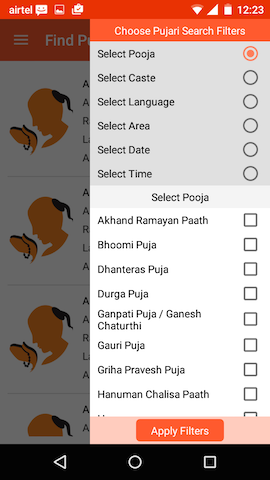 airtel
12:23
Find Pu
Choose Pujari Search Filters
Select Pooja
Select Caste
Select Language
Select Area
Select Date
Select Time
Select Pooja
Akhand Ramayan Paath
Bhoomi Puja
Dhanteras Puja
Durga Puja
Ganpati Puja / Ganesh
Chaturthi
Gauri Puja
Griha Pravesh Puja
Hanuman Chalisa Paath
Apply Filters